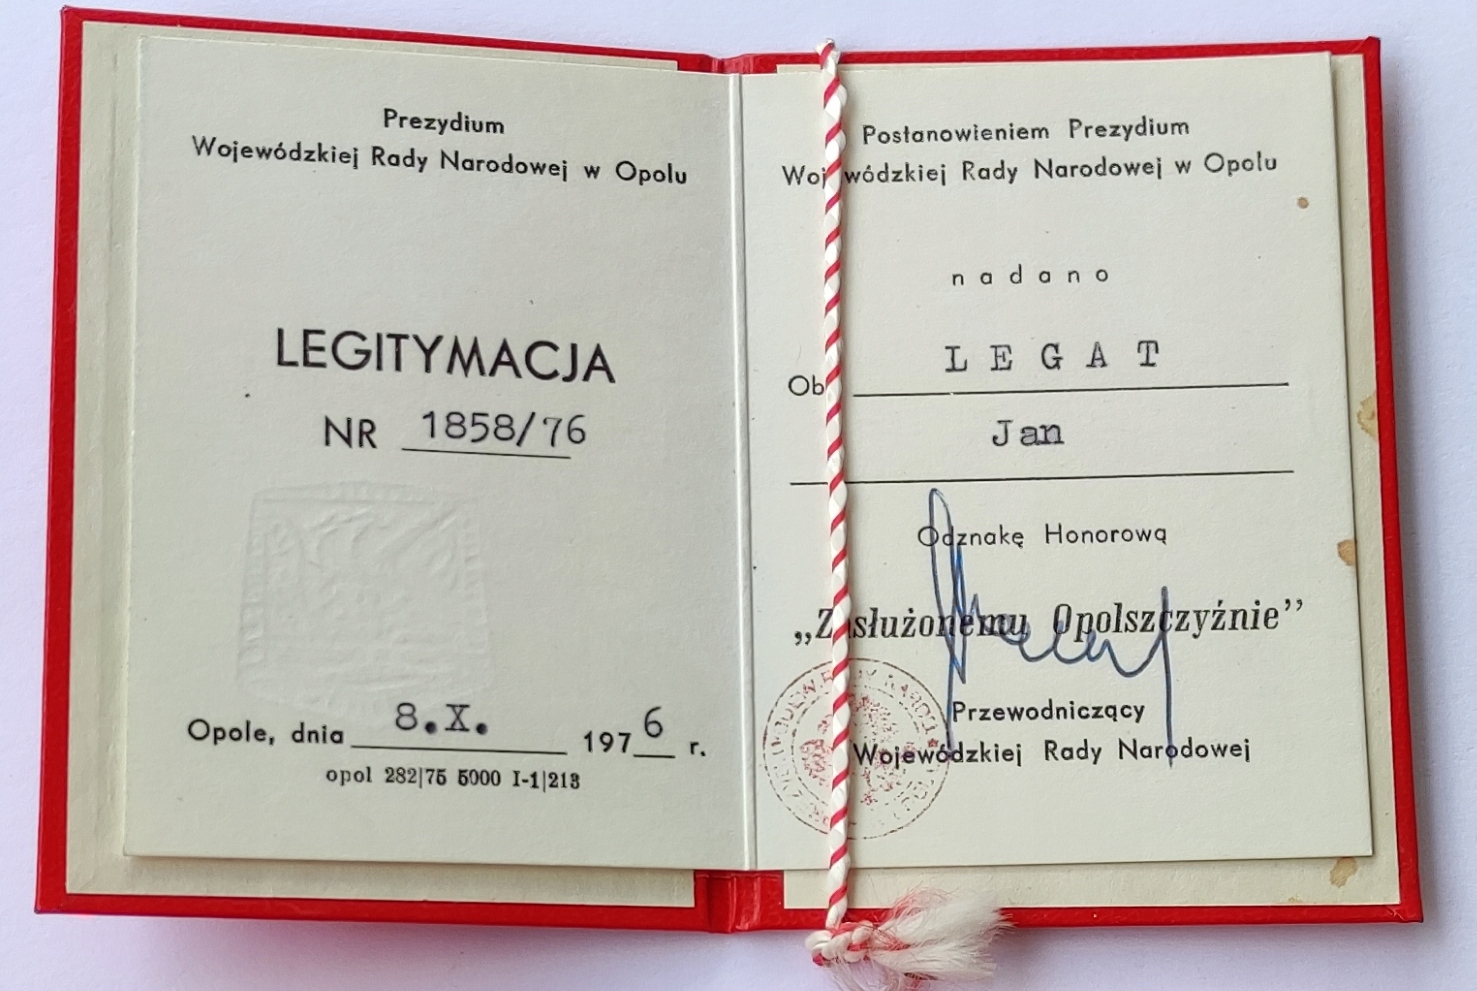 Prezydium
Wojewódzkiej Rady Narodowej w Opolu
LEGITYMACJA
NR 1858/76
Opole, dnia 8.X. 1976 r.
opol 282|75 5000 I-1|213
Postanowieniem Prezydium
Wojewódzkiej Rady Narodowej w Opolu
nadano
Ob. LEGAT
Jan
Odznakę Honorową
„Zasłużonemu Opolszczyźnie”
Przewodniczący
Wojewódzkiej Rady Narodowej